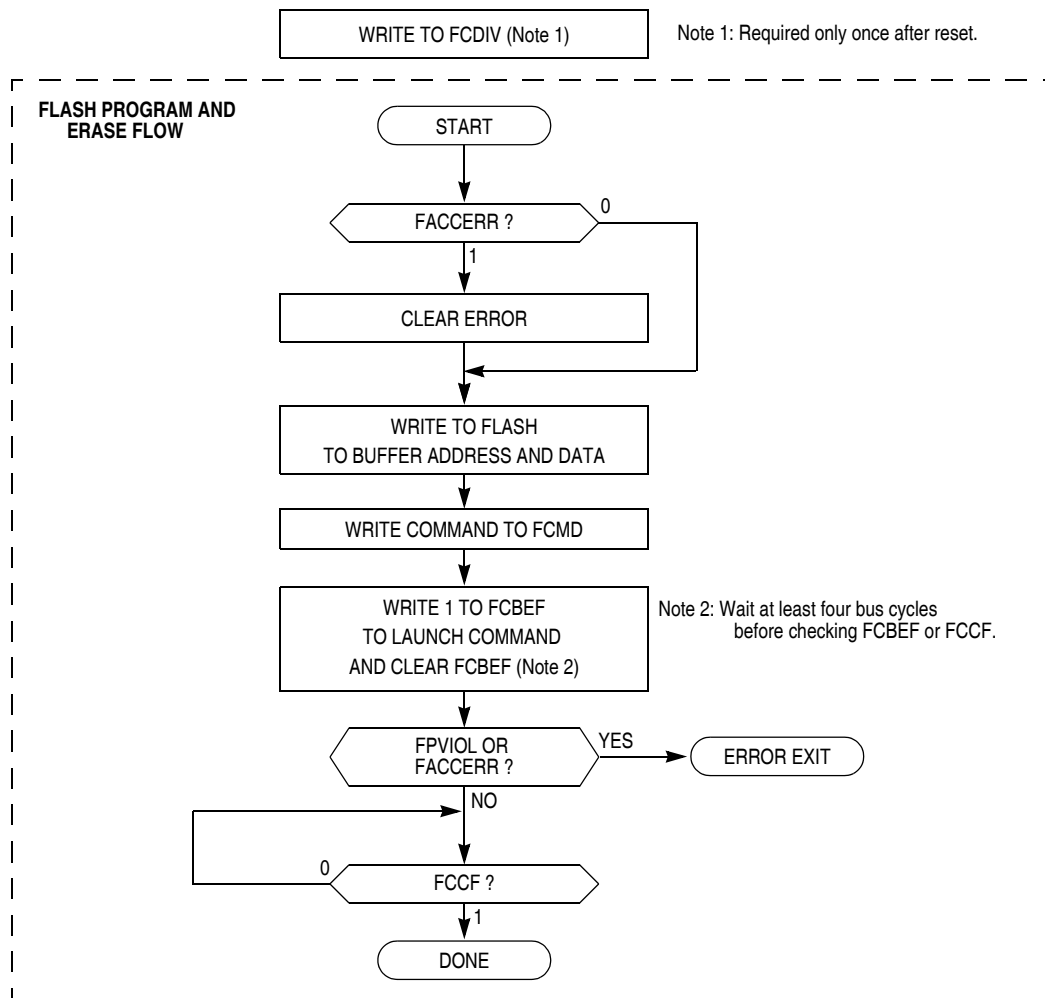 WRITE TO FCDIV (Note 1)
Note 1: Required only once after reset.
FLASH PROGRAM AND
ERASE FLOW
START
FACCERR ?
0
1
CLEAR ERROR
WRITE TO FLASH
TO BUFFER ADDRESS AND DATA
WRITE COMMAND TO FCMD
WRITE 1 TO FCBEF
TO LAUNCH COMMAND
AND CLEAR FCBEF (Note 2)
Note 2: Wait at least four bus cycles
before checking FCBEF or FCCF.
FPVIOL OR
FACCERR ?
YES
ERROR EXIT
NO
0
FCCF ?
1
DONE